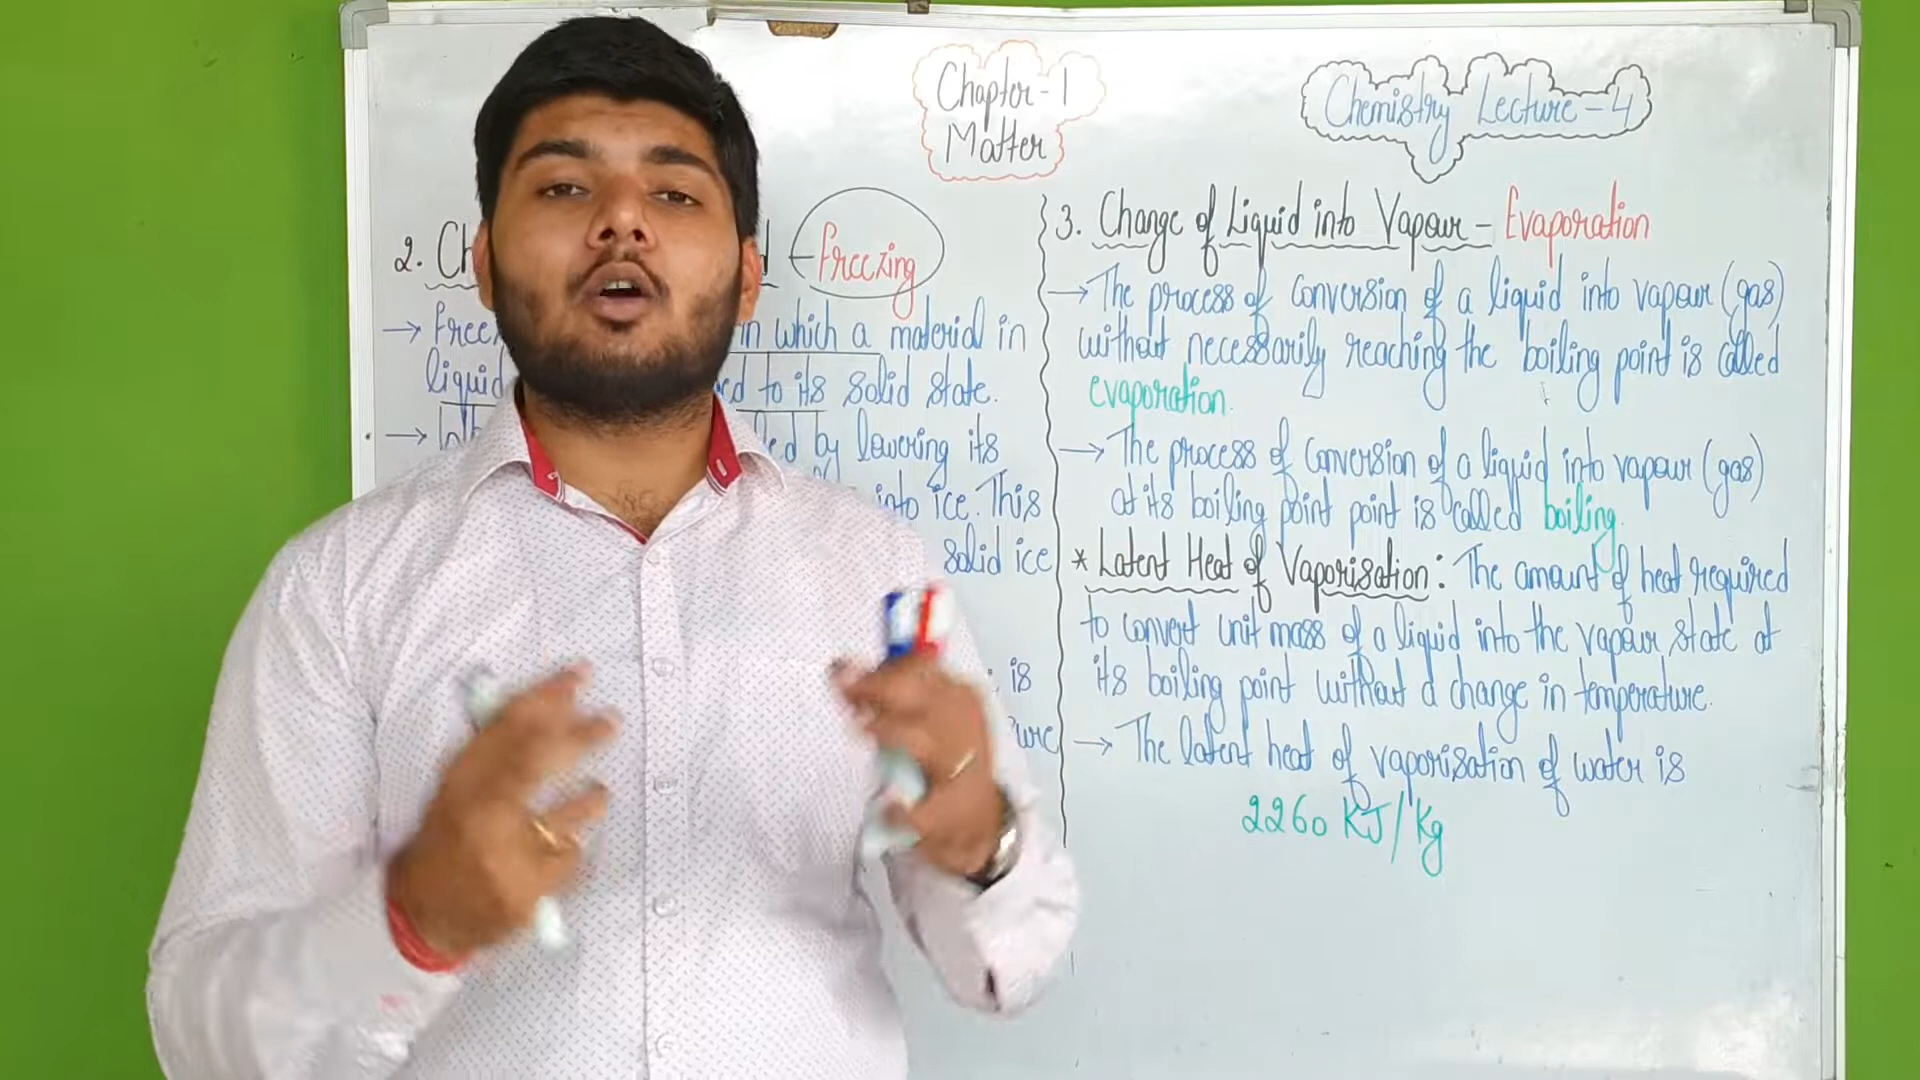 Chapter-1
Matter
Chemistry Lecture-4
2. Ch
- freezing
→ in which a material in
liquid to its solid state.
→ by lowering its
into ice. This
solid ice
is
3. Change of Liquid into Vapour - Evaporation
→ The process of conversion of a liquid into vapour (gas)
without necessarily reaching the boiling point is called
evaporation.
→ The process of conversion of a liquid into vapour (gas)
at its boiling point point is called boiling.
* Latent Heat of Vaporisation: The amount of heat required
to convert unit mass of a liquid into the vapour state at
its boiling point without a change in temperature.
→ The latent heat of vaporisation of water is
2260 KJ/Kg